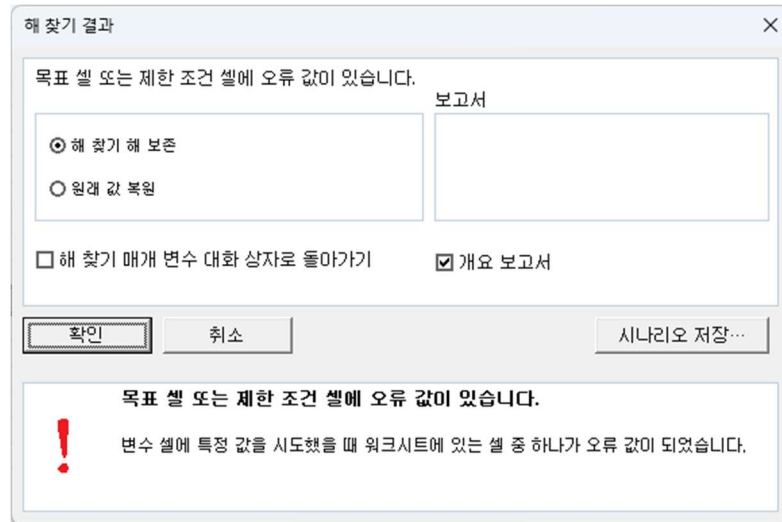 해 찾기 결과
목표 셀 또는 제한 조건 셀에 오류 값이 있습니다.
보고서
해 찾기 해 보존
원래 값 복원
해 찾기 매개 변수 대화 상자로 돌아가기
개요 보고서
확인
취소
시나리오 저장...
목표 셀 또는 제한 조건 셀에 오류 값이 있습니다.
변수 셀에 특정 값을 시도했을 때 워크시트에 있는 셀 중 하나가 오류 값이 되었습니다.